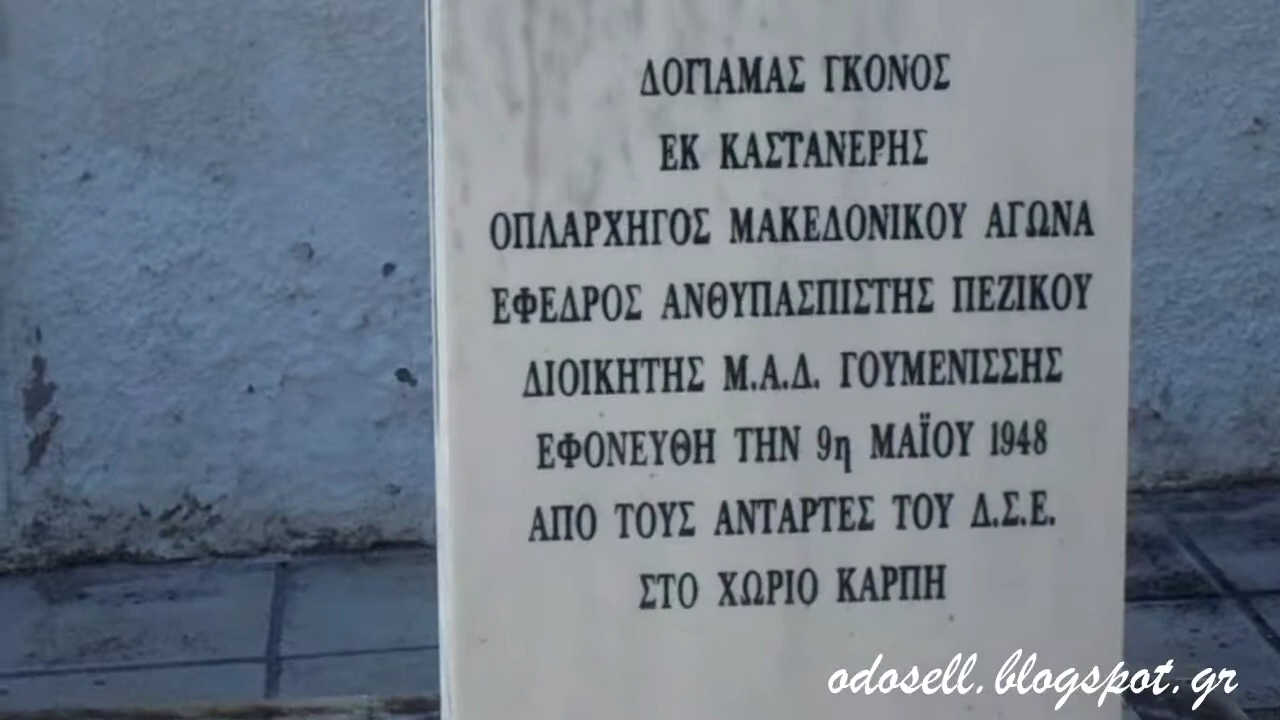 ΔΟΓΙΑΜΑΣ ΓΚΟΝΟΣ
ΕΚ ΚΑΣΤΑΝΕΡΗΣ
ΟΠΛΑΡΧΗΓΟΣ ΜΑΚΕΔΟΝΙΚΟΥ ΑΓΩΝΑ
ΕΦΕΔΡΟΣ ΑΝΘΥΠΑΣΠΙΣΤΗΣ ΠΕΖΙΚΟΥ
ΔΙΟΙΚΗΤΗΣ Μ.Α.Δ. ΓΟΥΜΕΝΙΣΣΗΣ
ΕΦΟΝΕΥΘΗ ΤΗΝ 9η ΜΑΪΟΥ 1948
ΑΠΟ ΤΟΥΣ ΑΝΤΑΡΤΕΣ ΤΟΥ Δ.Σ.Ε.
ΣΤΟ ΧΩΡΙΟ ΚΑΡΠΗ
odosell.blogspot.gr